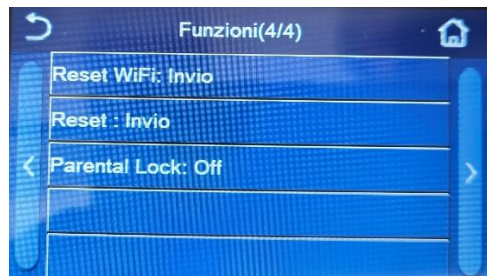 Funzioni(4/4)
Reset WiFi: Invio
Reset : Invio
Parental Lock: Off